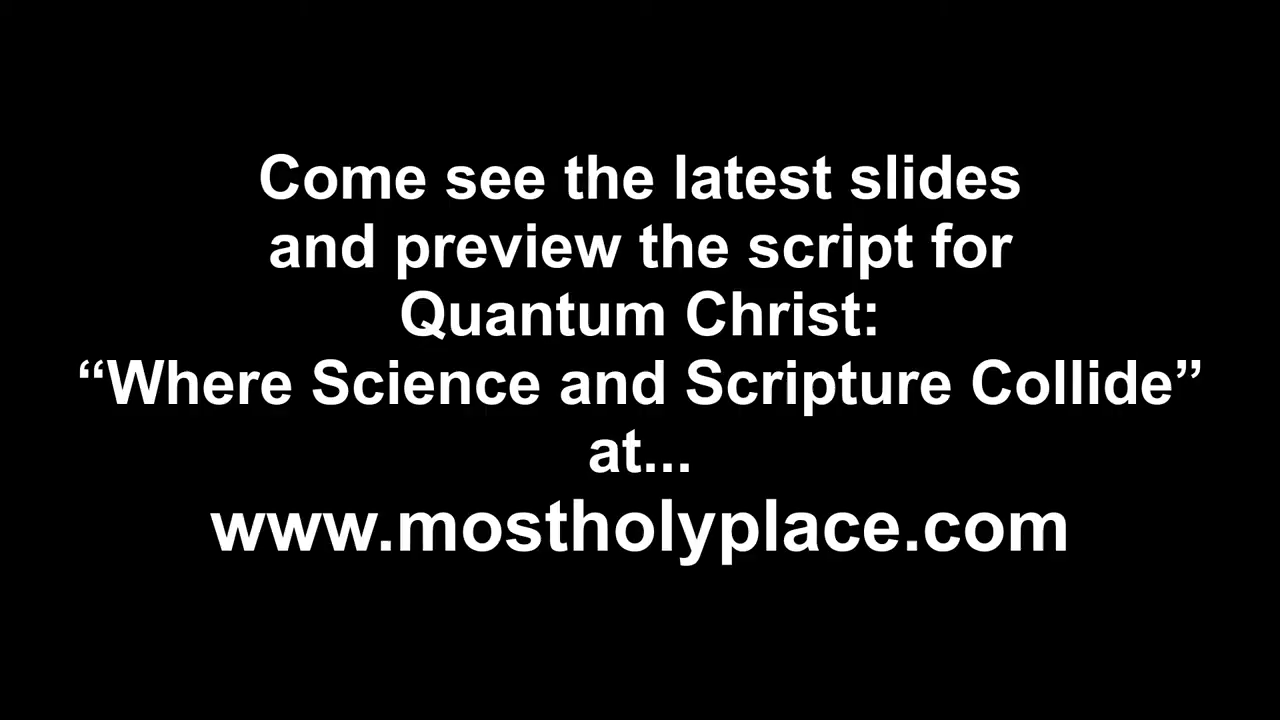 Come see the latest slides
and preview the script for
Quantum Christ:
“Where Science and Scripture Collide”
at...
www.mostholyplace.com